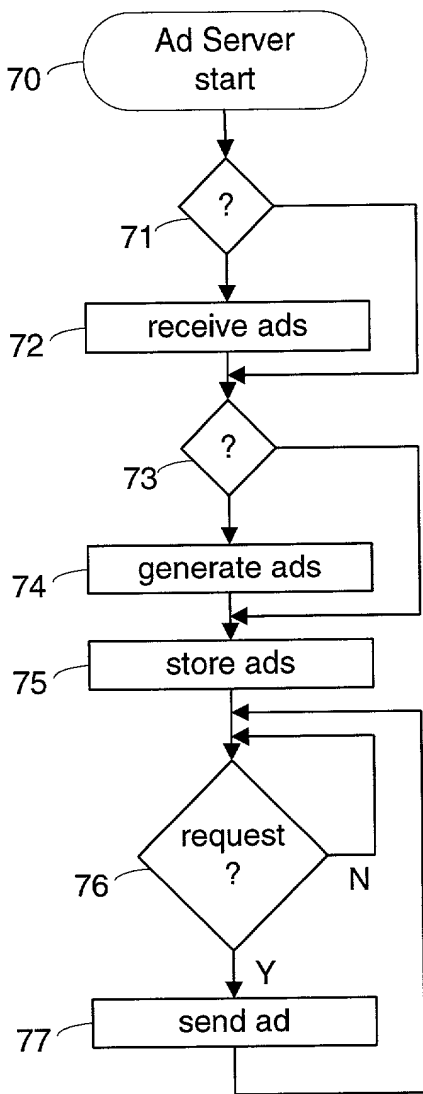 Ad Server
start
70
?
71
receive ads
72
?
73
generate ads
74
store ads
75
request
?
76
N
Y
send ad
77